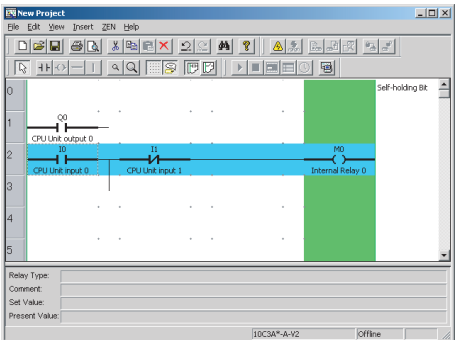 New Project
File Edit View Insert ZEN Help
0
Self-holding Bit
1
Q0
CPU Unit output 0
2
I0 I1 M0
CPU Unit input 0 CPU Unit input 1 Internal Relay 0
3
4
5
Relay Type:
Comment:
Set Value:
Present Value:
10C3A*-A-V2 Offline